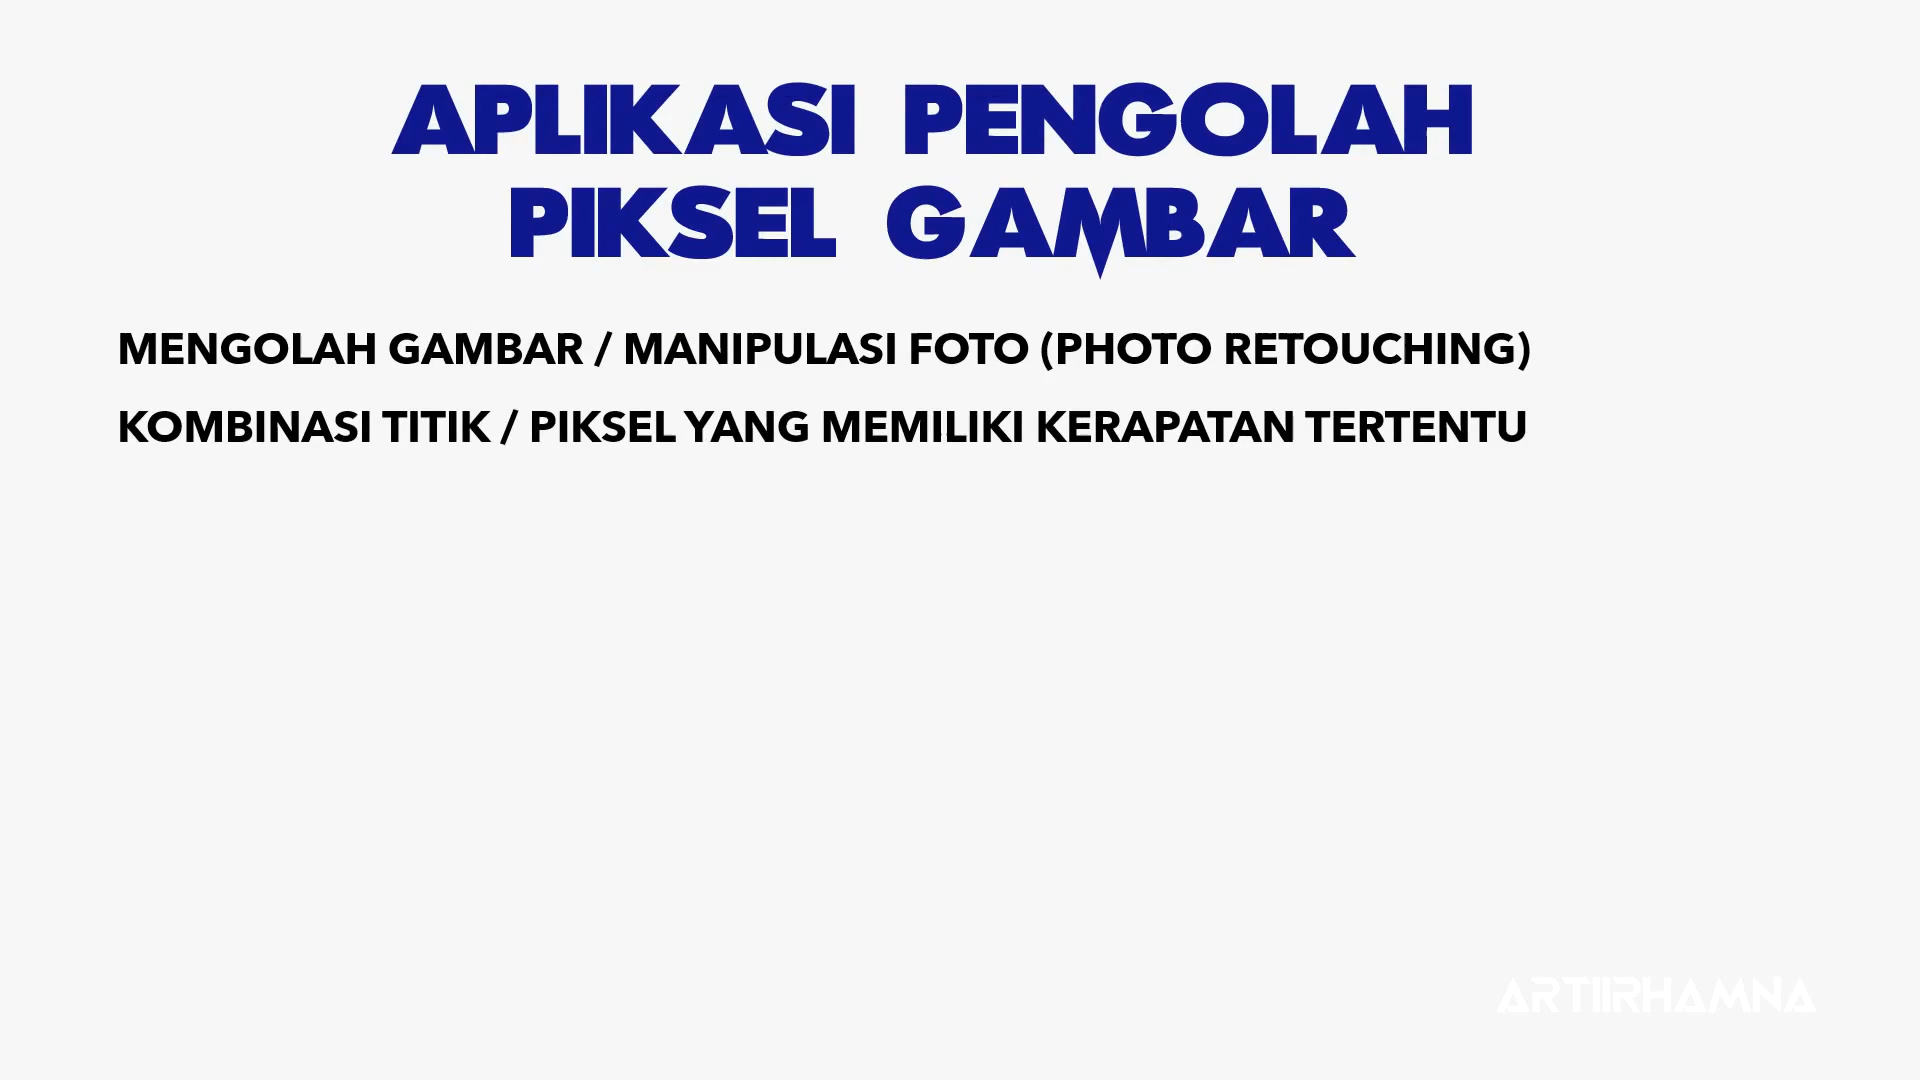 APLIKASI PENGOLAH
PIKSEL GAMBAR
MENGOLAH GAMBAR / MANIPULASI FOTO (PHOTO RETOUCHING)
KOMBINASI TITIK / PIKSEL YANG MEMILIKI KERAPATAN TERTENTU
ARTIIRHAMNA